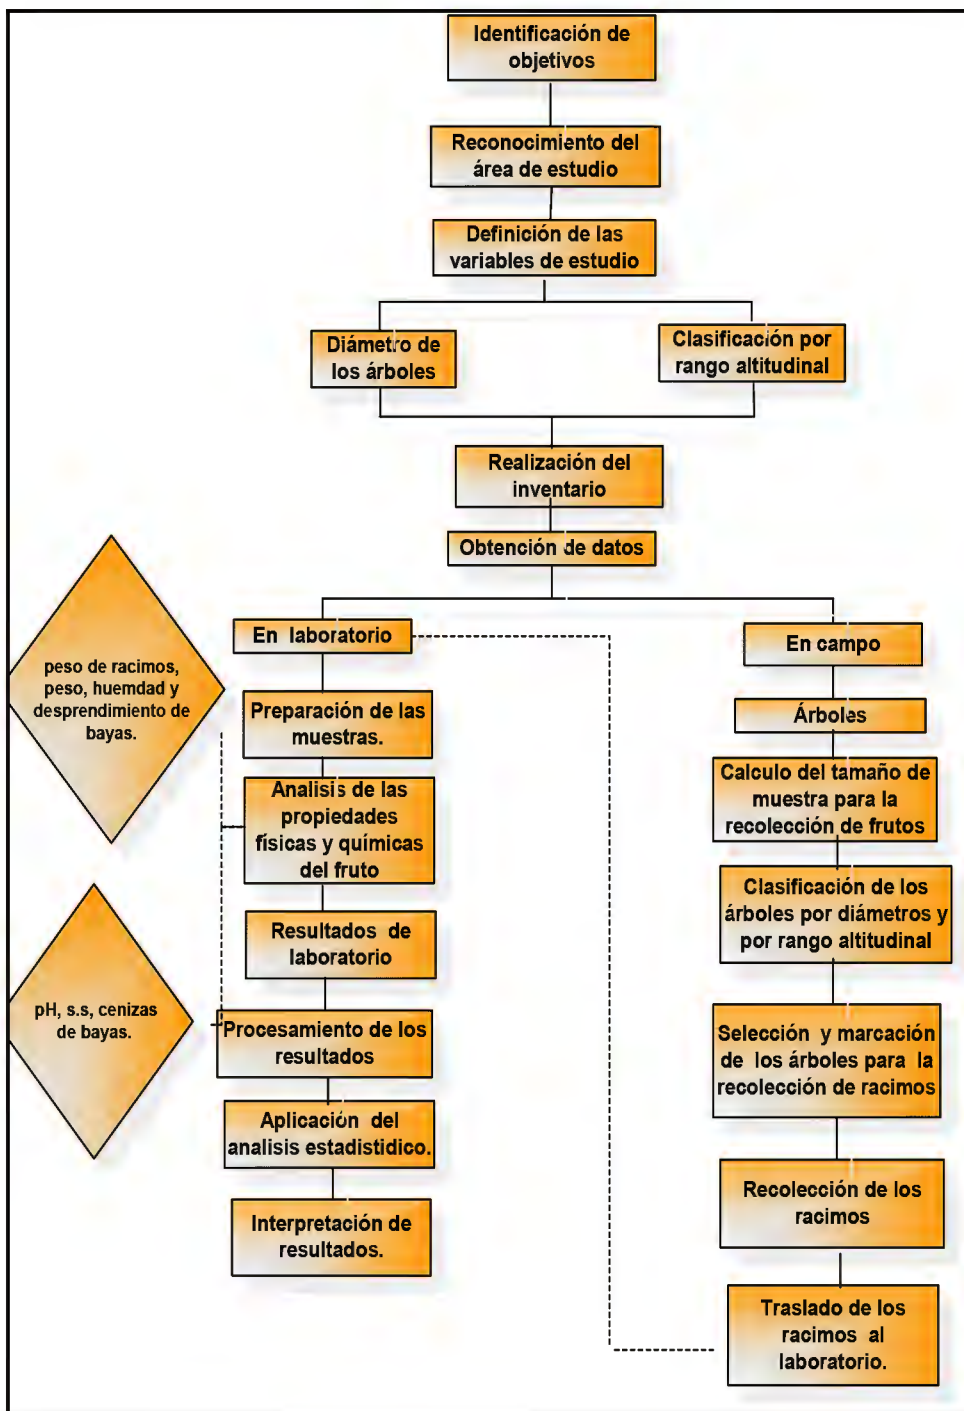 Identificación de
objetivos
Reconocimiento del
área de estudio
Definición de las
variables de estudio
Diámetro de
los árboles
Clasificación por
rango altitudinal
Realización del
inventario
Obtención de datos
En laboratorio
En campo
peso de racimos,
peso, huemdad y
desprendimiento de
bayas.
Preparación de las
muestras.
Analisis de las
propiedades
físicas y químicas
del fruto
Resultados de
laboratorio
pH, s.s, cenizas
de bayas.
Procesamiento de los
resultados
Aplicación del
analisis estadistidico.
Interpretación de
resultados.
Árboles
Calculo del tamaño de
muestra para la
recolección de frutos
Clasificación de los
árboles por diámetros y
por rango altitudinal
Selección y marcación
de los árboles para la
recolección de racimos
Recolección de los
racimos
Traslado de los
racimos al
laboratorio.